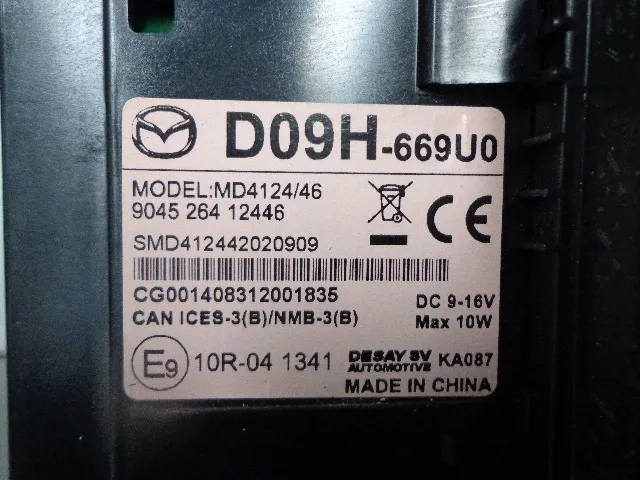 D09H-669U0
MODEL:MD4124/46
9045 264 12446
CE
SMD412442020909
CG001408312001835
DC 9-16V
CAN ICES-3(B)/NMB-3(B)
Max 10W
E9 10R-04 1341 DESAY SV AUTOMOTIVE KA087
MADE IN CHINA